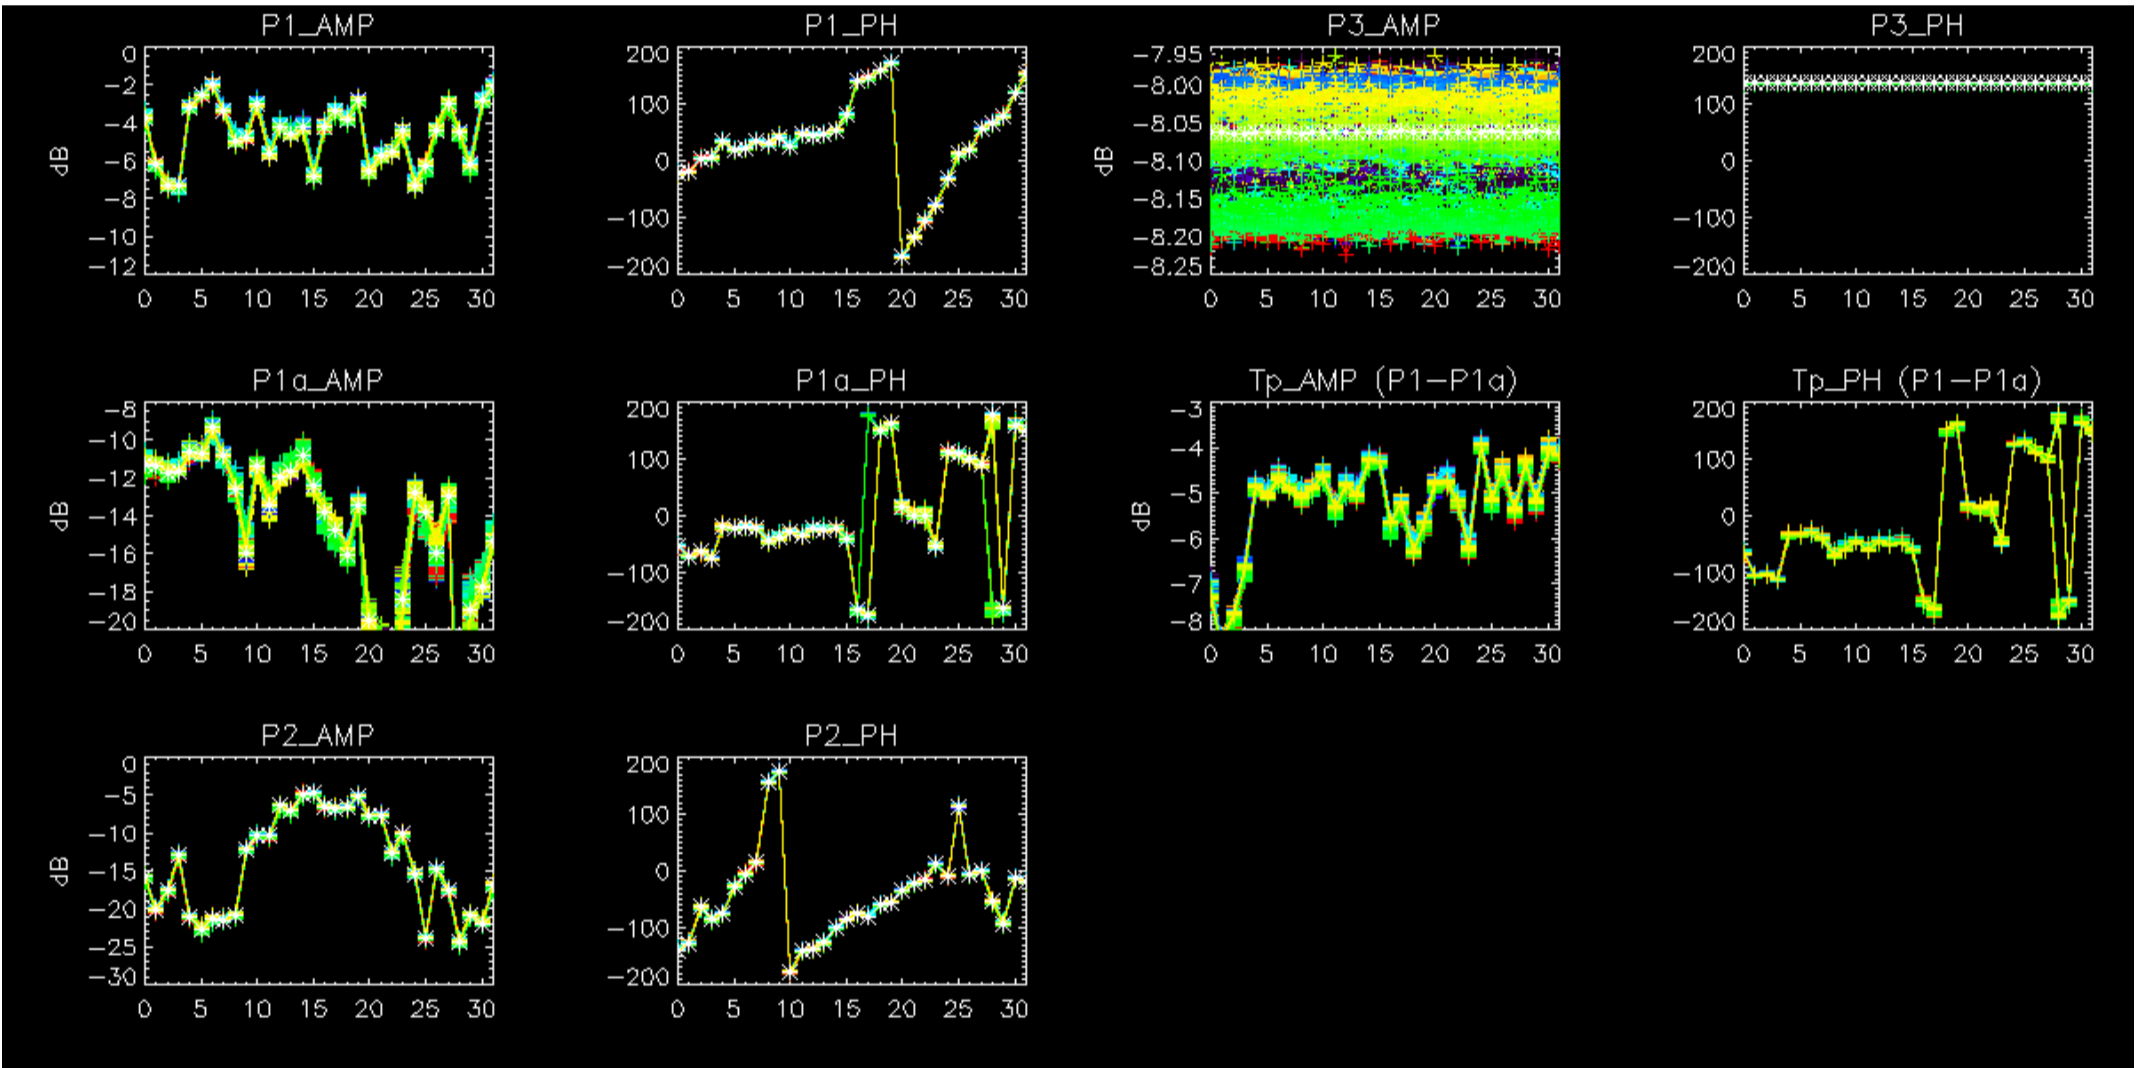 P1_AMP
dB
0
−2
−4
−6
−8
−10
−12
0 5 10 15 20 25 30
P1_PH
200
100
0
−100
−200
0 5 10 15 20 25 30
P3_AMP
dB
−7.95
−8.00
−8.05
−8.10
−8.15
−8.20
−8.25
0 5 10 15 20 25 30
P3_PH
200
100
0
−100
−200
0 5 10 15 20 25 30
P1a_AMP
dB
−8
−10
−12
−14
−16
−18
−20
0 5 10 15 20 25 30
P1a_PH
200
100
0
−100
−200
0 5 10 15 20 25 30
Tp_AMP (P1−P1a)
dB
−3
−4
−5
−6
−7
−8
0 5 10 15 20 25 30
Tp_PH (P1−P1a)
200
100
0
−100
−200
0 5 10 15 20 25 30
P2_AMP
dB
0
−5
−10
−15
−20
−25
−30
0 5 10 15 20 25 30
P2_PH
200
100
0
−100
−200
0 5 10 15 20 25 30